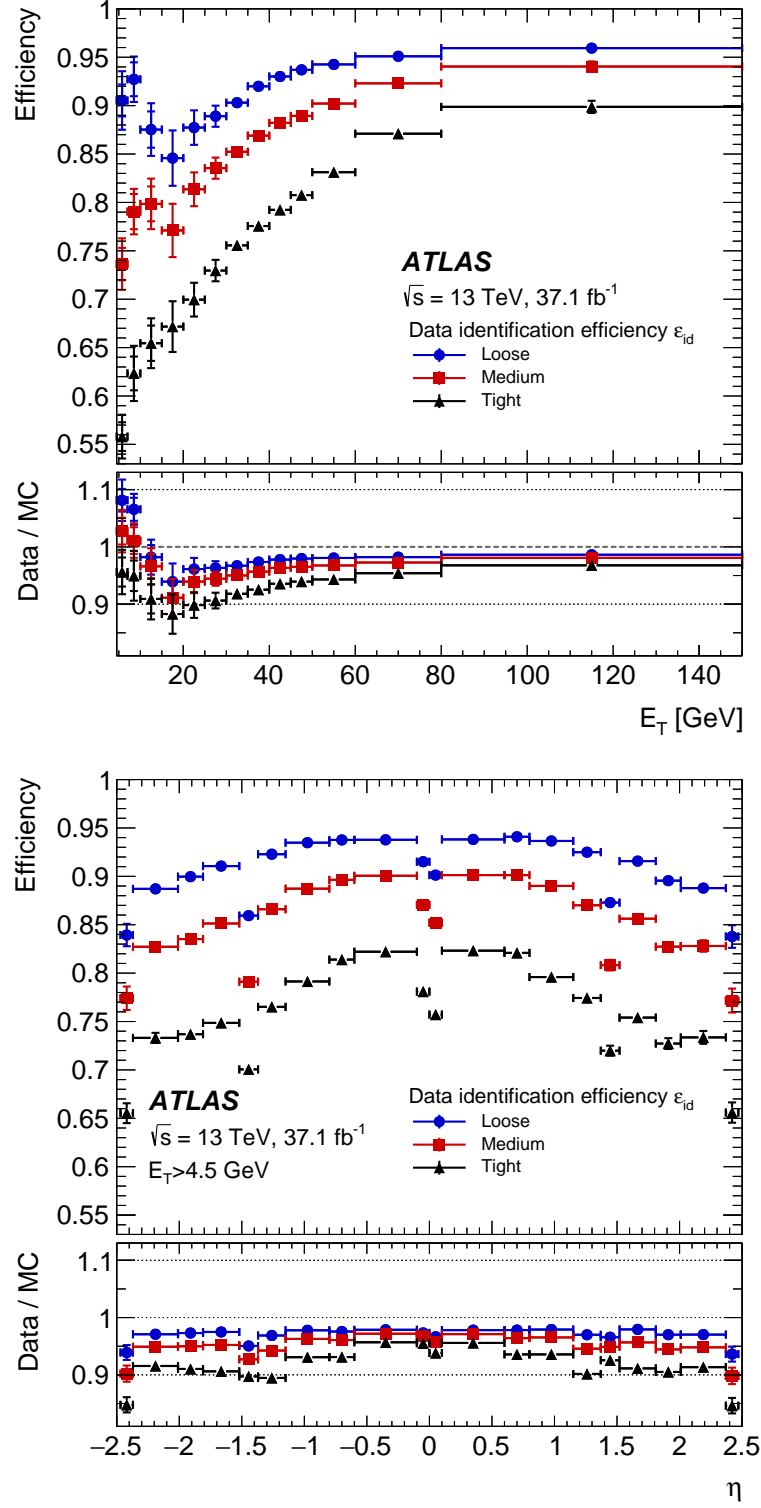 Efficiency
1
0.95
0.9
0.85
0.8
0.75
0.7
0.65
0.6
0.55
ATLAS
√s = 13 TeV, 37.1 fb⁻¹
Data identification efficiency ε_id
Loose
Medium
Tight
Data / MC
1.1
1
0.9
20 40 60 80 100 120 140
E_T [GeV]
Efficiency
1
0.95
0.9
0.85
0.8
0.75
0.7
0.65
0.6
0.55
ATLAS
√s = 13 TeV, 37.1 fb⁻¹
E_T>4.5 GeV
Data identification efficiency ε_id
Loose
Medium
Tight
Data / MC
1.1
1
0.9
−2.5 −2 −1.5 −1 −0.5 0 0.5 1 1.5 2 2.5
η